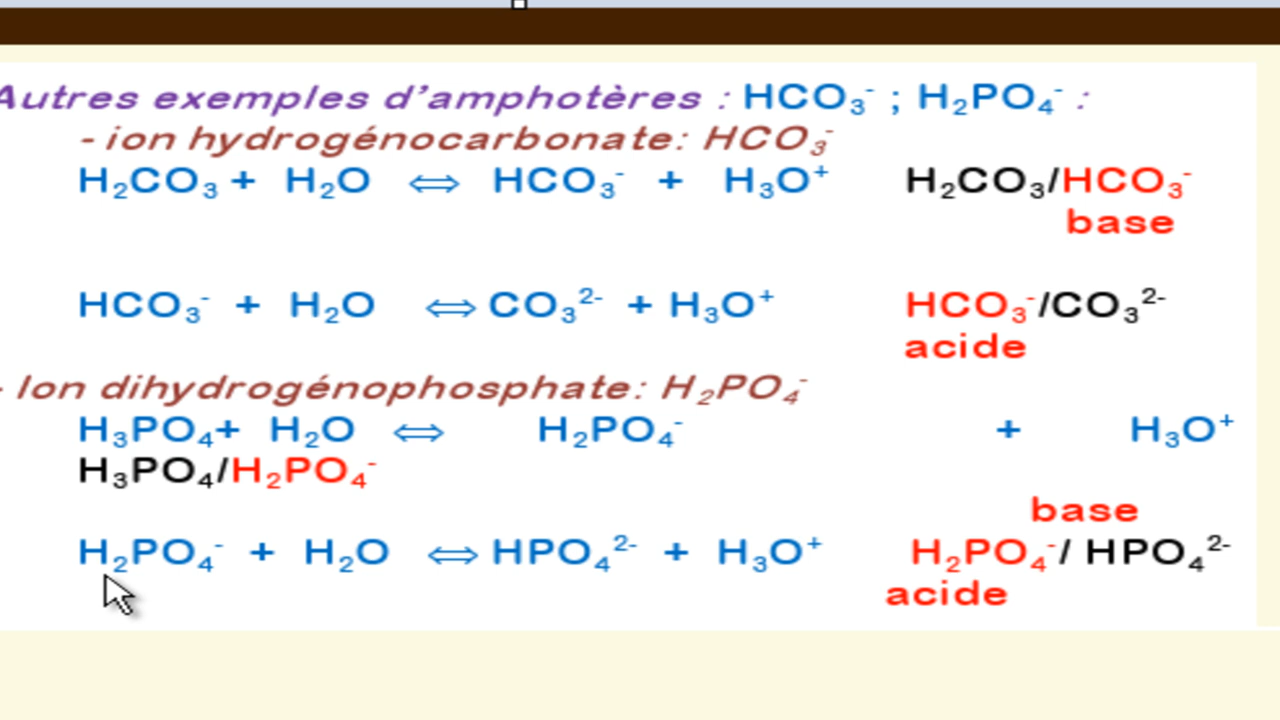 Autres exemples d’amphotères : HCO₃⁻ ; H₂PO₄⁻ :
- ion hydrogénocarbonate: HCO₃⁻
H₂CO₃ + H₂O ⇔ HCO₃⁻ + H₃O⁺ H₂CO₃/HCO₃⁻
base
HCO₃⁻ + H₂O ⇔ CO₃²⁻ + H₃O⁺ HCO₃⁻/CO₃²⁻
acide
- Ion dihydrogénophosphate: H₂PO₄⁻
H₃PO₄+ H₂O ⇔ H₂PO₄⁻ + H₃O⁺
H₃PO₄/H₂PO₄⁻
base
H₂PO₄⁻ + H₂O ⇔ HPO₄²⁻ + H₃O⁺ H₂PO₄⁻/ HPO₄²⁻
acide